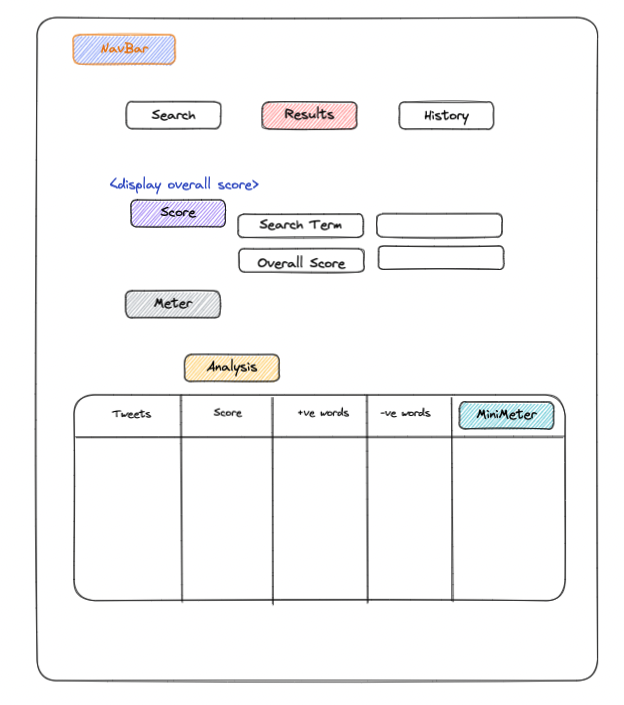 NavBar
Search
Results
History
<display overall score>
Score
Search Term
Overall Score
Meter
Analysis
Tweets
Score
+ve words
-ve words
MiniMeter